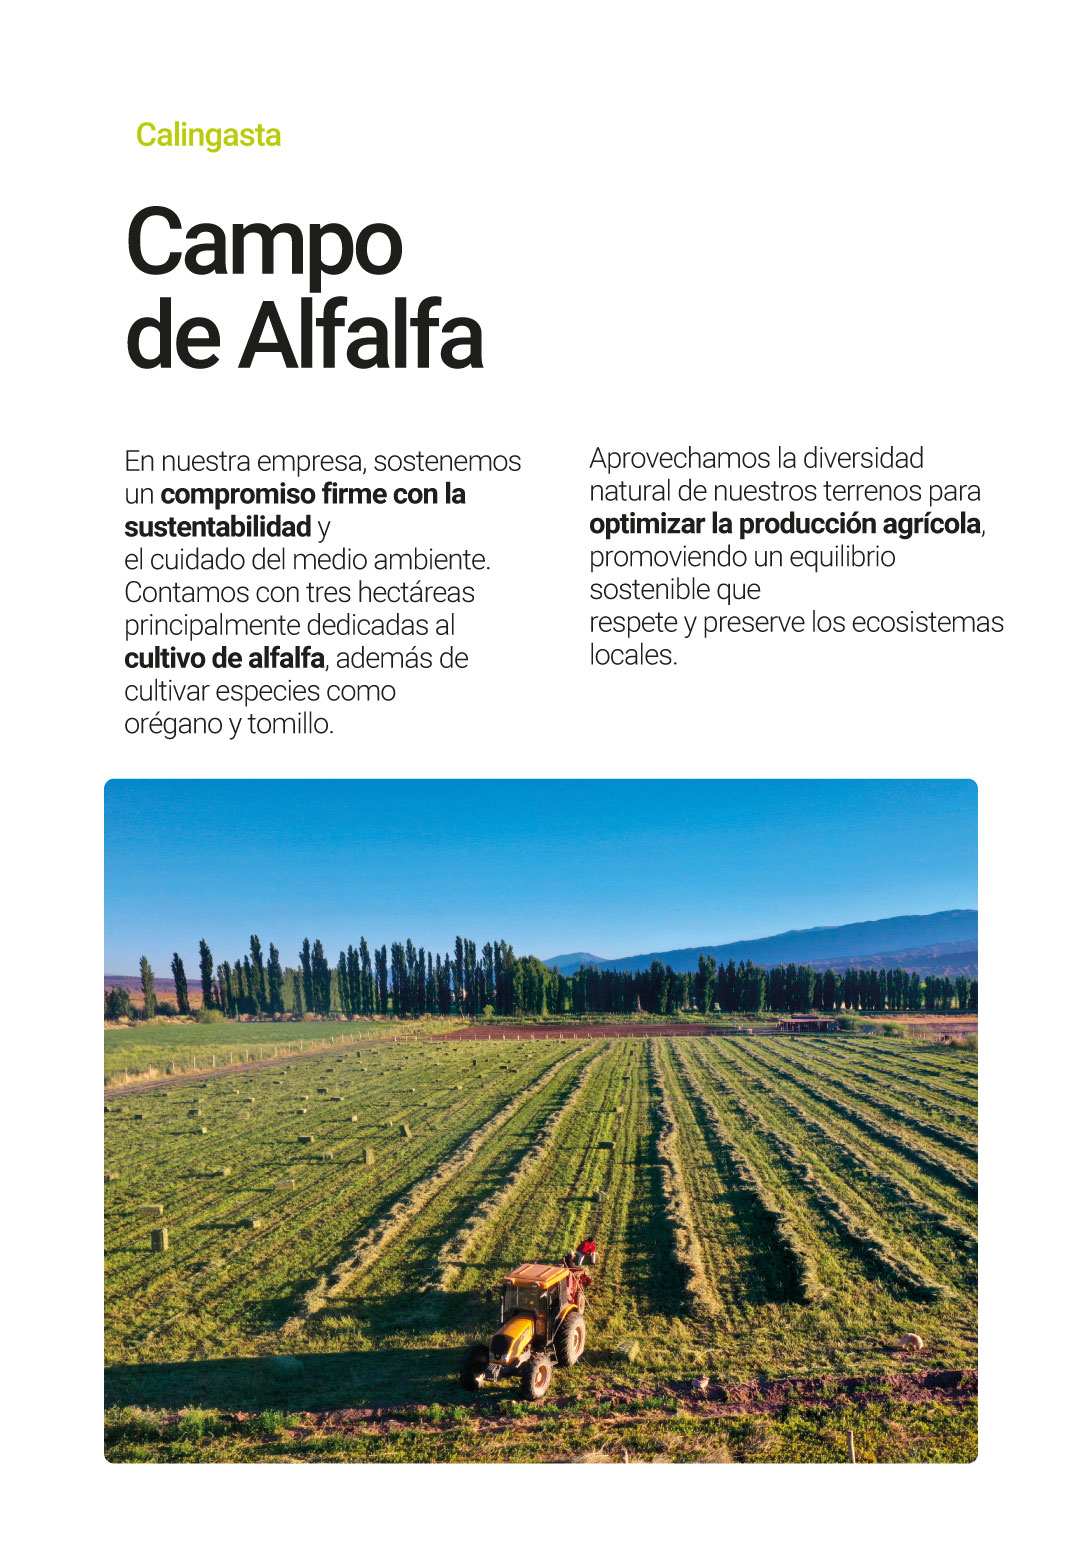 Calingasta
Campo
de Alfalfa
En nuestra empresa, sostenemos
un compromiso firme con la
sustentabilidad y
el cuidado del medio ambiente.
Contamos con tres hectáreas
principalmente dedicadas al
cultivo de alfalfa, además de
cultivar especies como
orégano y tomillo.
Aprovechamos la diversidad
natural de nuestros terrenos para
optimizar la producción agrícola,
promoviendo un equilibrio
sostenible que
respete y preserve los ecosistemas
locales.